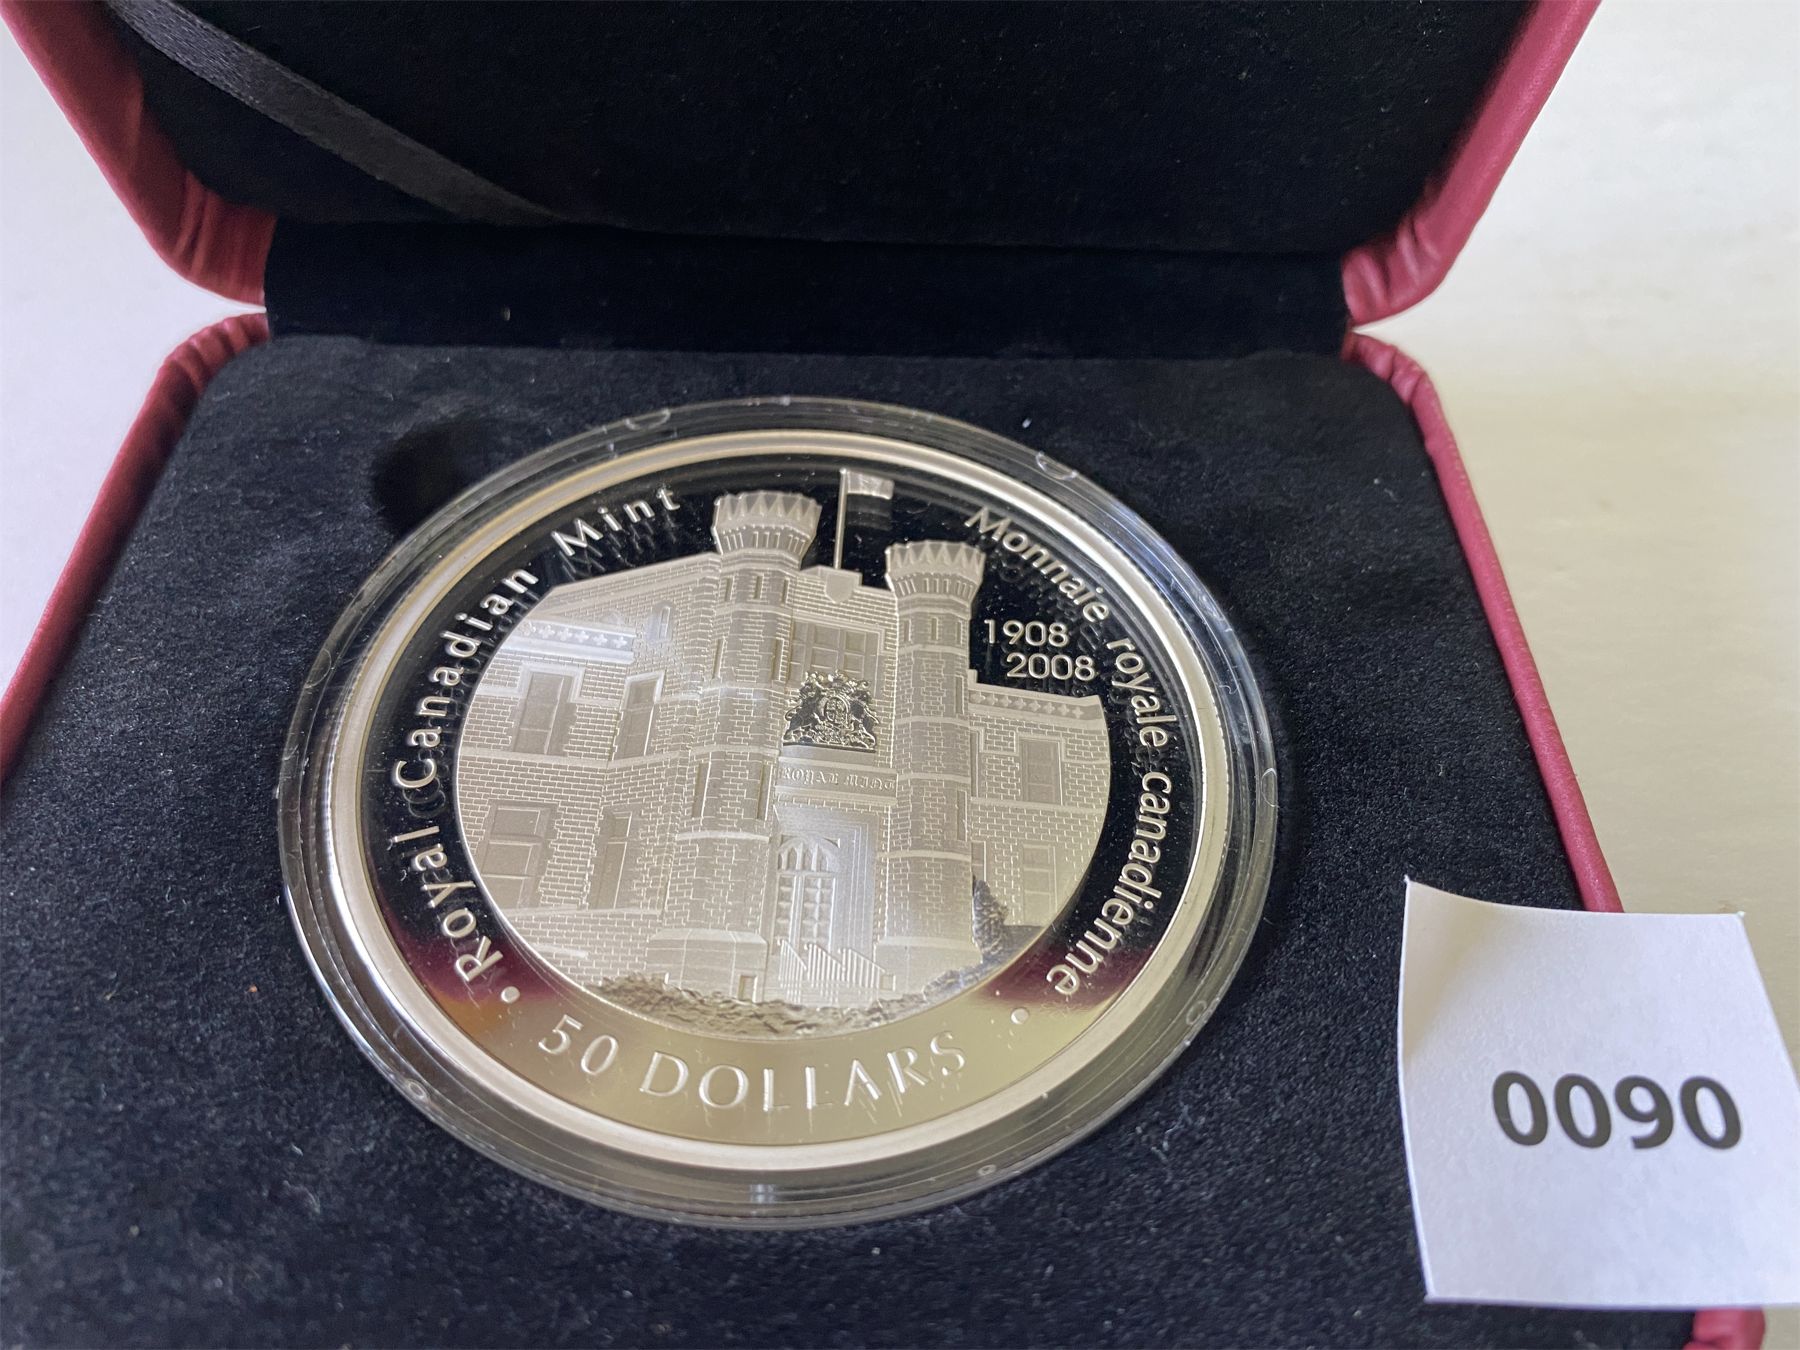 Royal Canadian Mint
Monnaie royale canadienne
1908
2008
ROYAL MINT
50 DOLLARS
0090